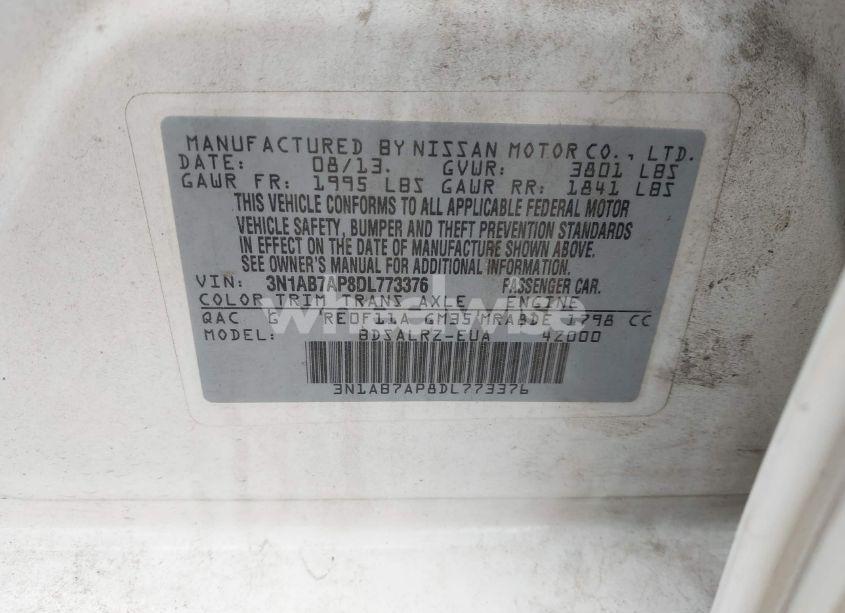 MANUFACTURED BY NISSAN MOTOR CO., LTD.
DATE: 08/13. GVWR: 3801 LBS
GAWR FR: 1995 LBS GAWR RR: 1841 LBS
THIS VEHICLE CONFORMS TO ALL APPLICABLE FEDERAL MOTOR
VEHICLE SAFETY, BUMPER AND THEFT PREVENTION STANDARDS
IN EFFECT ON THE DATE OF MANUFACTURE SHOWN ABOVE.
SEE OWNER'S MANUAL FOR ADDITIONAL INFORMATION.
VIN: 3N1AB7AP8DL773376 PASSENGER CAR.
COLOR TRIM TRANS AXLE ENGINE
QAC G RE0F11A GM35/MRA8DE 1798 CC
MODEL: BDSALRZ-EUA 42000
3N1AB7AP8DL773376
wheelwise